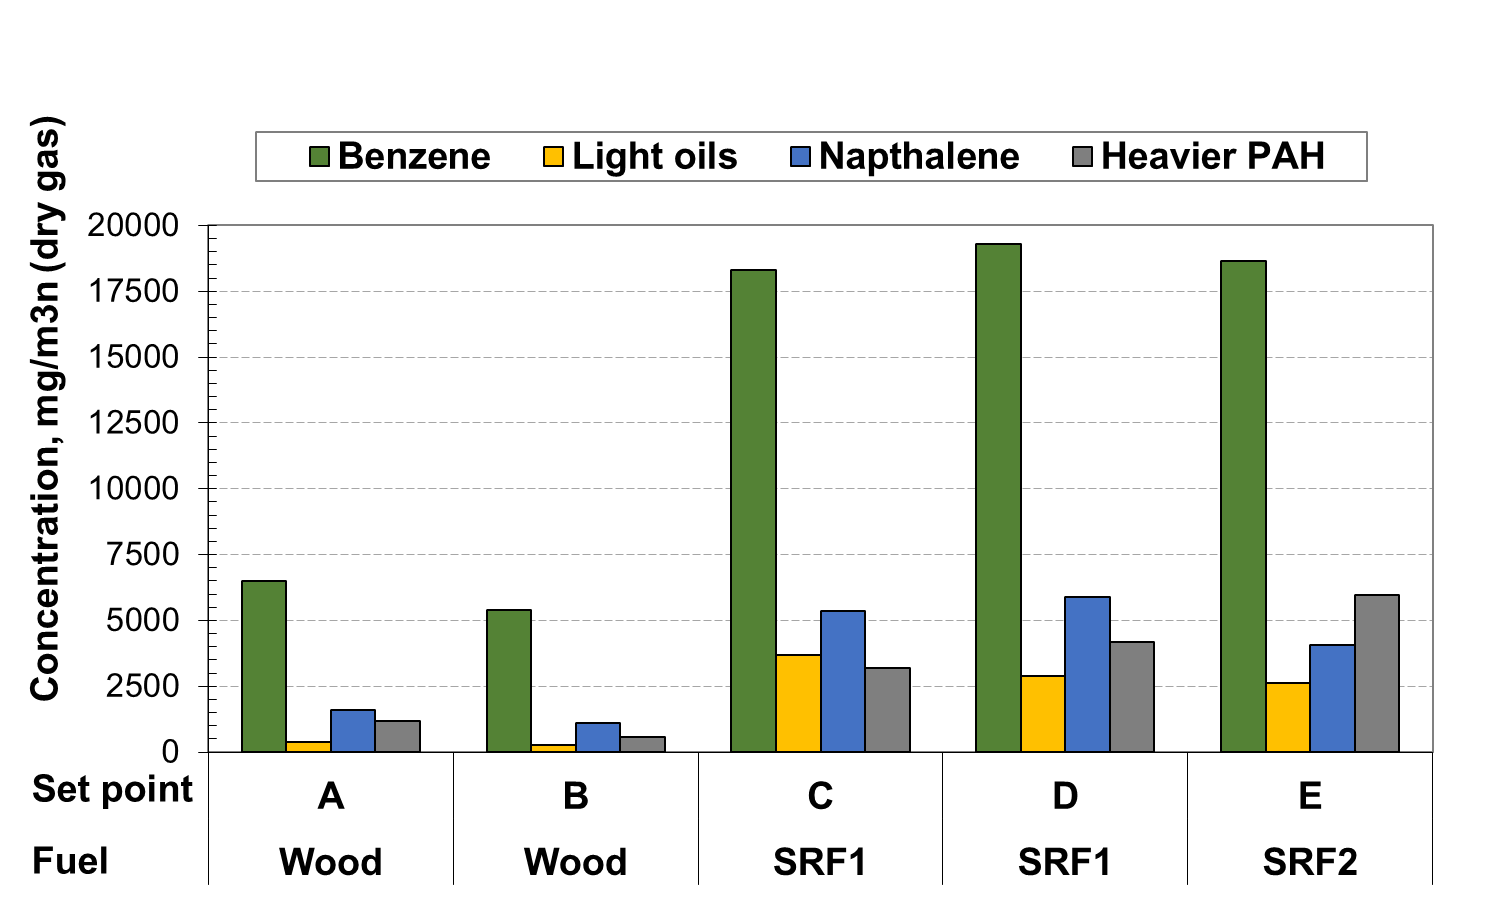 Benzene Light oils Napthalene Heavier PAH
Concentration, mg/m3n (dry gas)
20000
17500
15000
12500
10000
7500
5000
2500
0
Set point A B C D E
Fuel Wood Wood SRF1 SRF1 SRF2